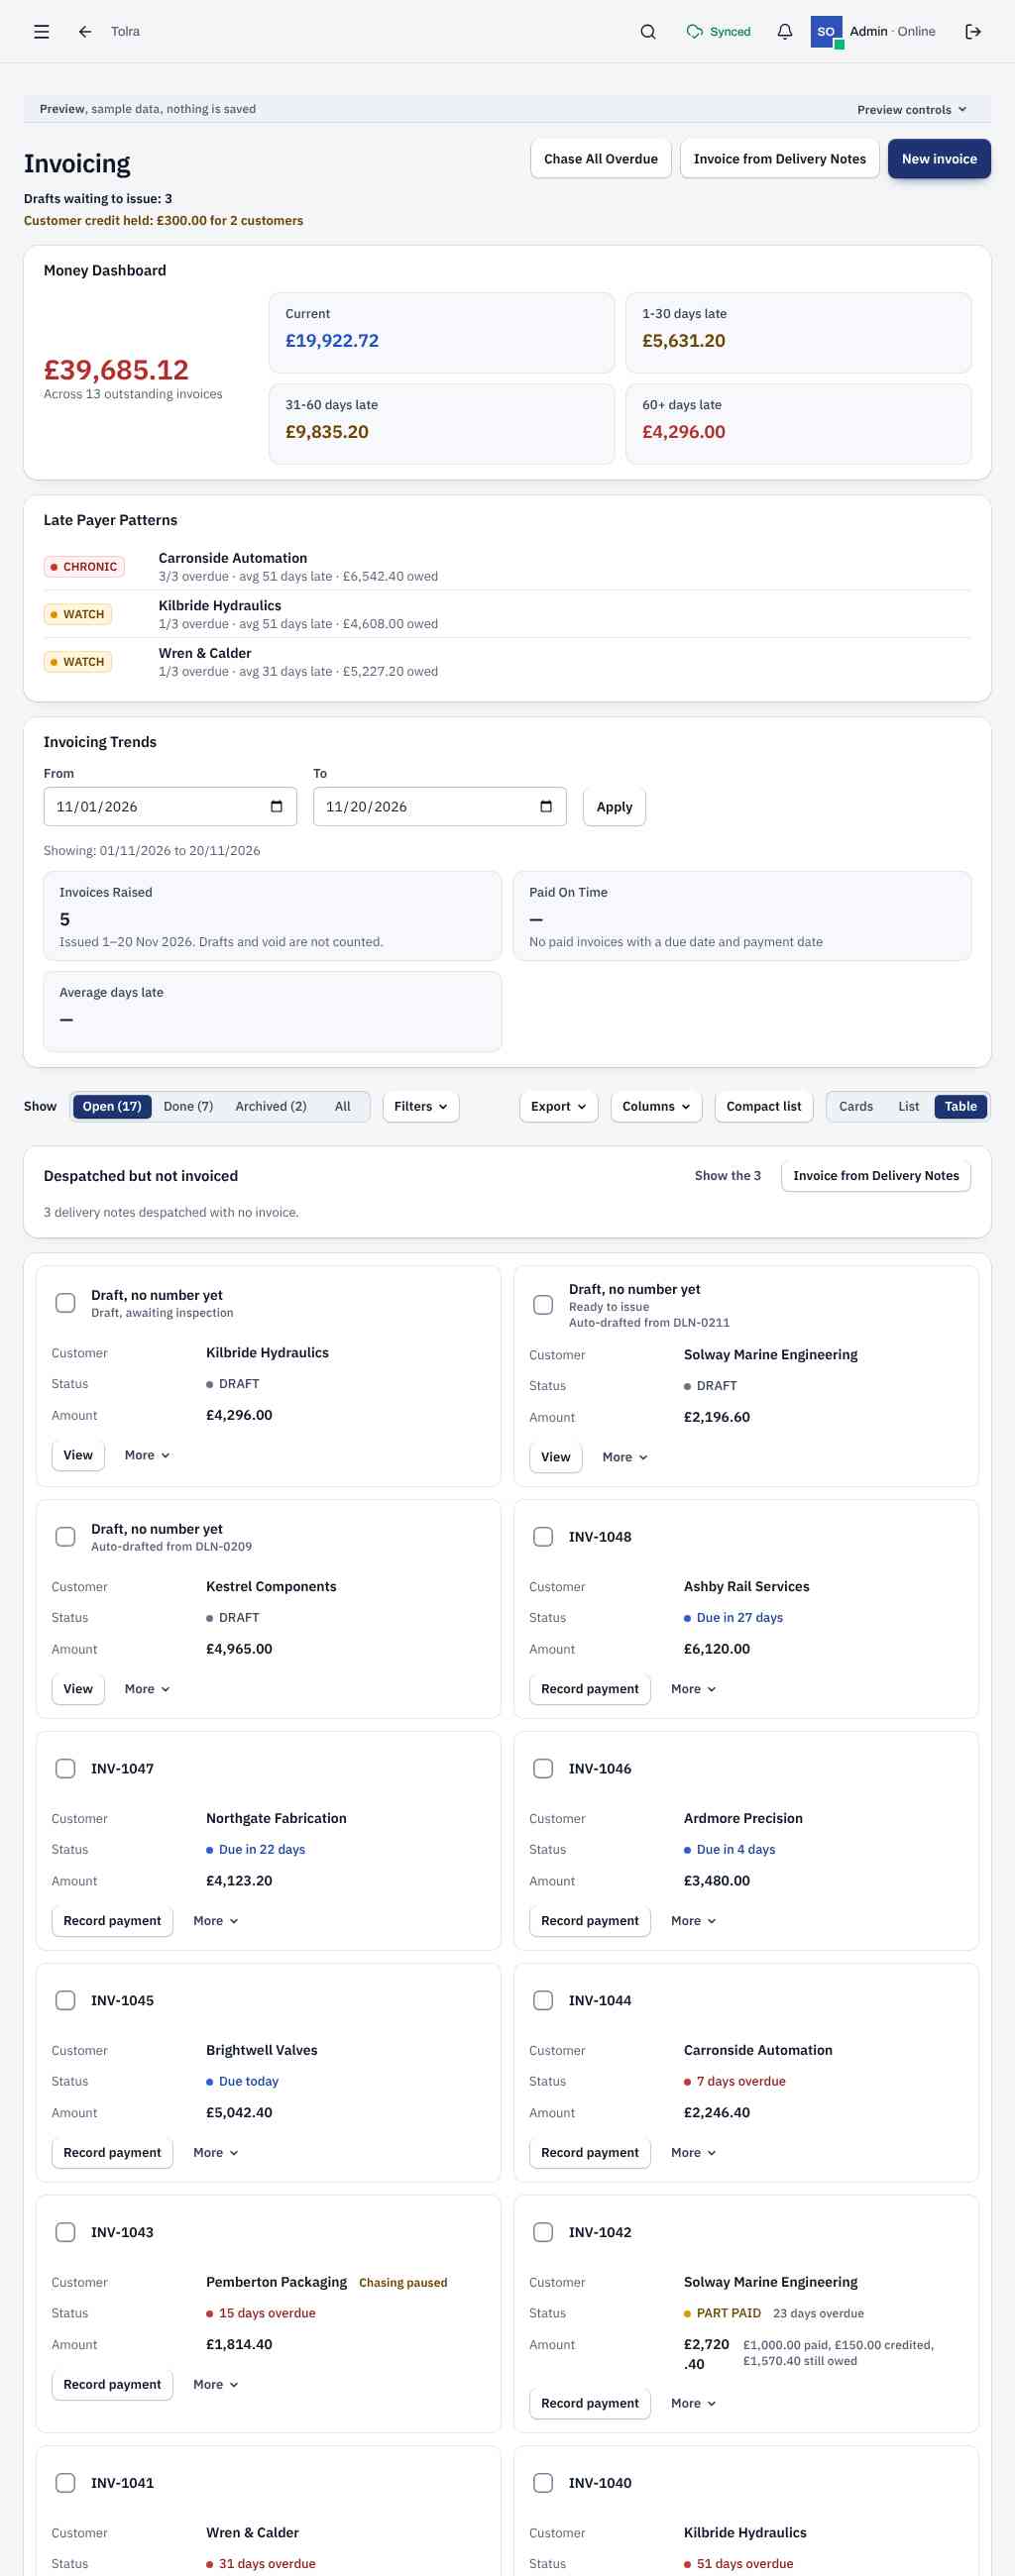 Tolra
Synced
SO
Admin · Online
Preview, sample data, nothing is saved
Preview controls
Invoicing
Chase All Overdue
Invoice from Delivery Notes
New invoice
Drafts waiting to issue: 3
Customer credit held: £300.00 for 2 customers
Money Dashboard
£39,685.12
Across 13 outstanding invoices
Current
£19,922.72
1-30 days late
£5,631.20
31-60 days late
£9,835.20
60+ days late
£4,296.00
Late Payer Patterns
CHRONIC
Carronside Automation
3/3 overdue · avg 51 days late · £6,542.40 owed
WATCH
Kilbride Hydraulics
1/3 overdue · avg 51 days late · £4,608.00 owed
WATCH
Wren & Calder
1/3 overdue · avg 31 days late · £5,227.20 owed
Invoicing Trends
From
To
11/01/2026
11/20/2026
Apply
Showing: 01/11/2026 to 20/11/2026
Invoices Raised
5
Issued 1–20 Nov 2026. Drafts and void are not counted.
Paid On Time
—
No paid invoices with a due date and payment date
Average days late
—
Show
Open (17)
Done (7)
Archived (2)
All
Filters
Export
Columns
Compact list
Cards
List
Table
Despatched but not invoiced
Show the 3
Invoice from Delivery Notes
3 delivery notes despatched with no invoice.
Draft, no number yet
Draft, awaiting inspection
Customer
Kilbride Hydraulics
Status
DRAFT
Amount
£4,296.00
View
More
Draft, no number yet
Ready to issue
Auto-drafted from DLN-0211
Customer
Solway Marine Engineering
Status
DRAFT
Amount
£2,196.60
View
More
Draft, no number yet
Auto-drafted from DLN-0209
Customer
Kestrel Components
Status
DRAFT
Amount
£4,965.00
View
More
INV-1048
Customer
Ashby Rail Services
Status
Due in 27 days
Amount
£6,120.00
Record payment
More
INV-1047
Customer
Northgate Fabrication
Status
Due in 22 days
Amount
£4,123.20
Record payment
More
INV-1046
Customer
Ardmore Precision
Status
Due in 4 days
Amount
£3,480.00
Record payment
More
INV-1045
Customer
Brightwell Valves
Status
Due today
Amount
£5,042.40
Record payment
More
INV-1044
Customer
Carronside Automation
Status
7 days overdue
Amount
£2,246.40
Record payment
More
INV-1043
Customer
Pemberton Packaging
Chasing paused
Status
15 days overdue
Amount
£1,814.40
Record payment
More
INV-1042
Customer
Solway Marine Engineering
Status
PART PAID
23 days overdue
Amount
£2,720
.40
£1,000.00 paid, £150.00 credited,
£1,570.40 still owed
Record payment
More
INV-1041
Customer
Wren & Calder
Status
31 days overdue
INV-1040
Customer
Kilbride Hydraulics
Status
51 days overdue